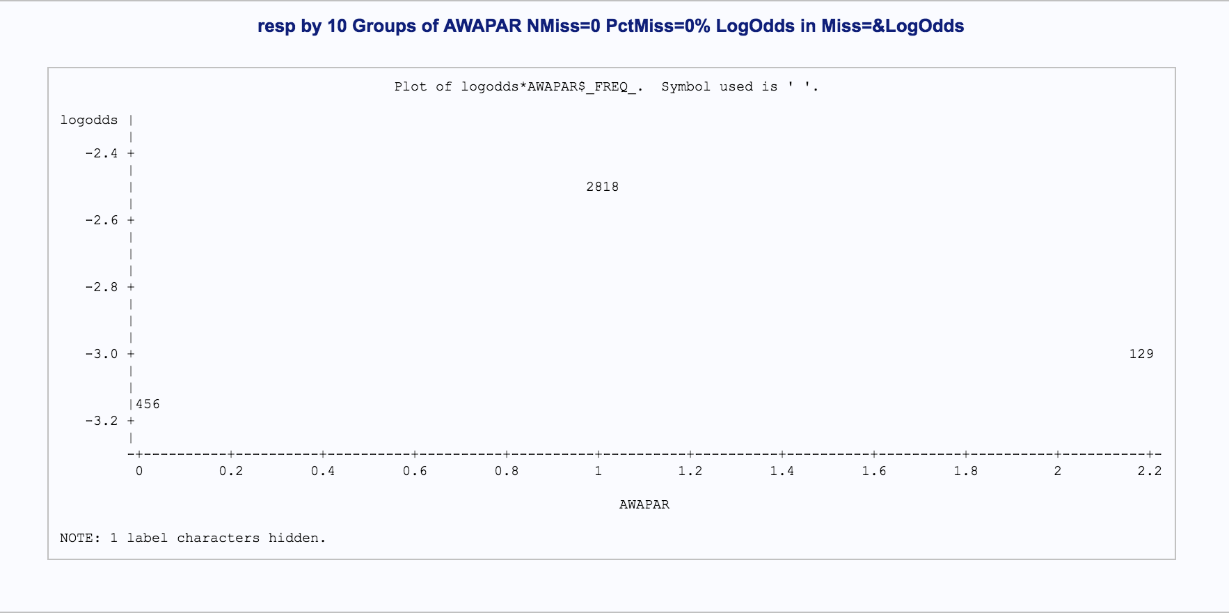 resp by 10 Groups of AWAPAR NMiss=0 PctMiss=0% LogOdds in Miss=&LogOdds
Plot of logodds*AWAPAR$_FREQ_.  Symbol used is ' '.
logodds
-2.4
2818
-2.6
-2.8
-3.0 129
456
-3.2
0 0.2 0.4 0.6 0.8 1 1.2 1.4 1.6 1.8 2 2.2
AWAPAR
NOTE: 1 label characters hidden.